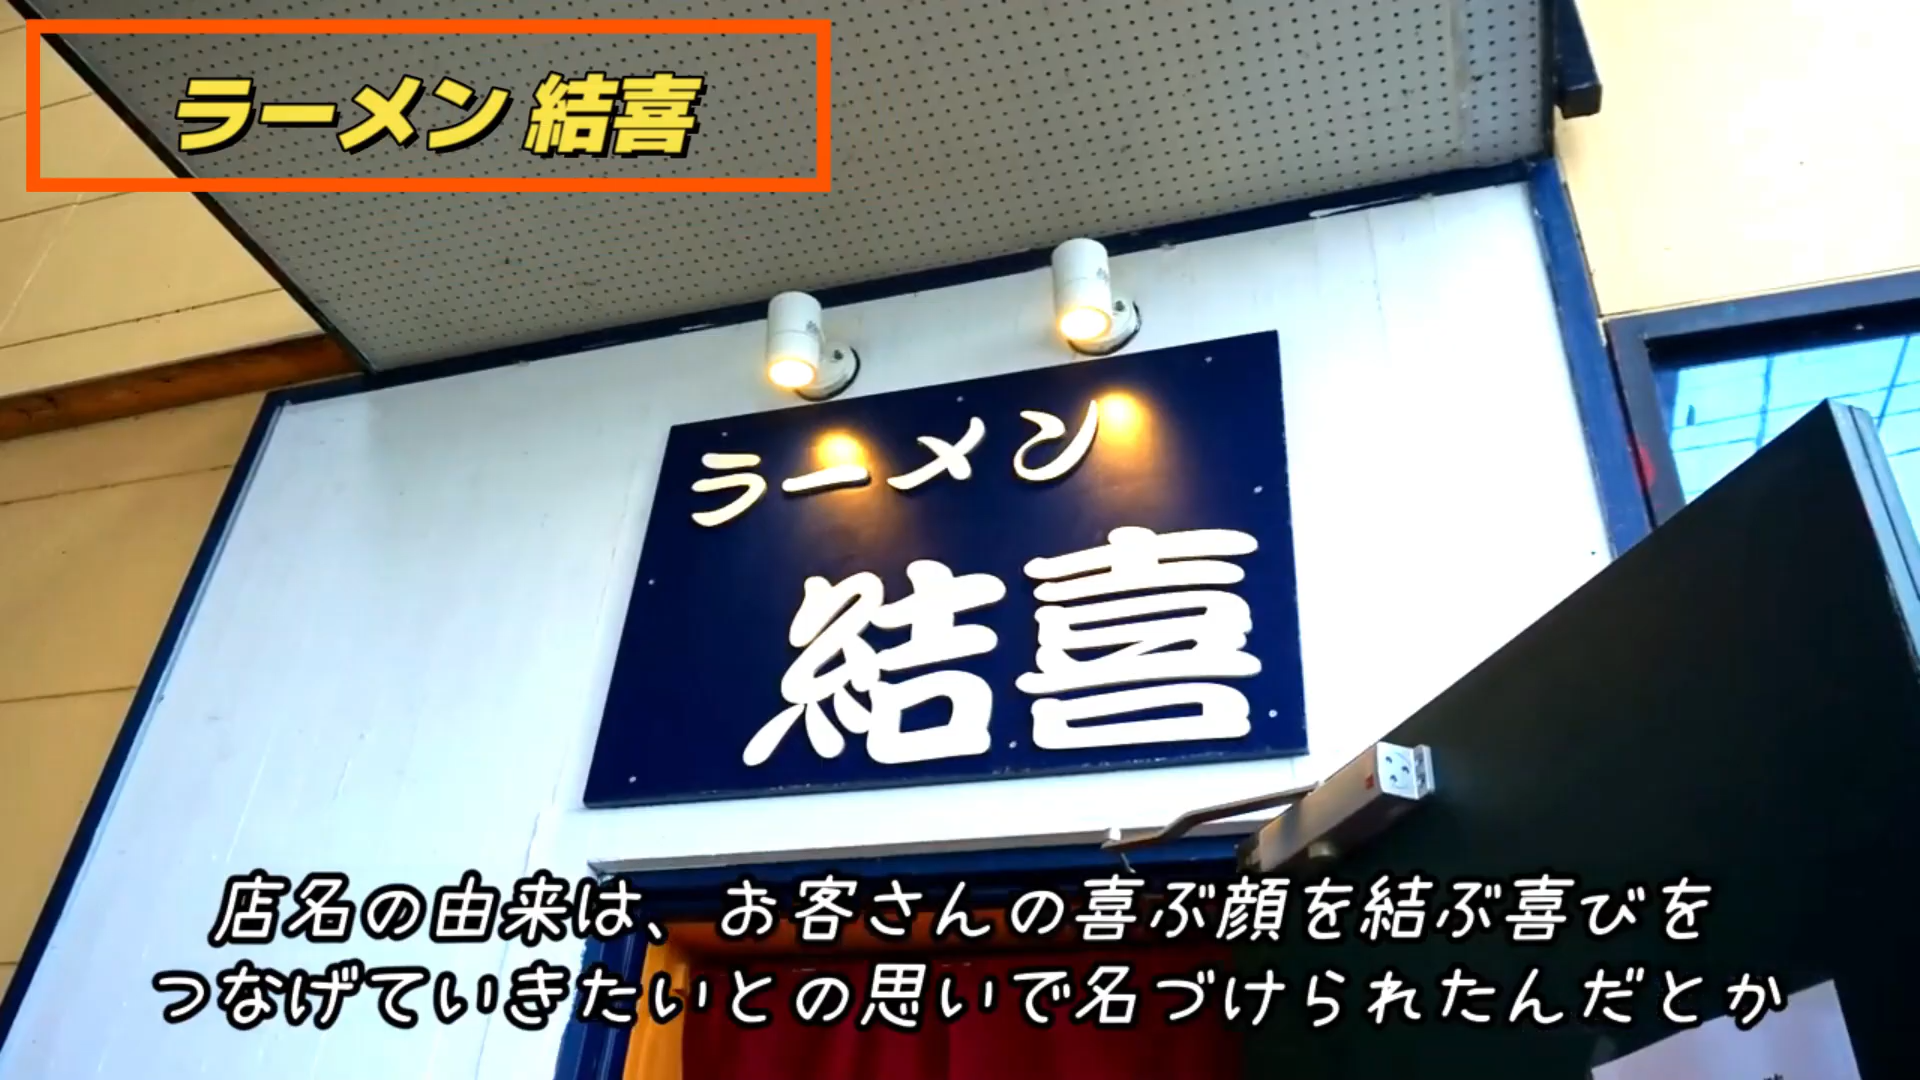 ラーメン 結喜
ラーメン
結喜
店名の由来は、お客さんの喜ぶ顔を結ぶ喜びを
つなげていきたいとの思いで名づけられたんだとか